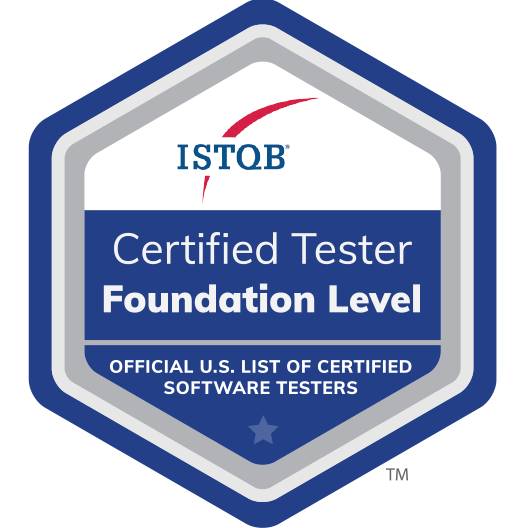 ISTQB®
Certified Tester
Foundation Level
OFFICIAL U.S. LIST OF CERTIFIED
SOFTWARE TESTERS
TM